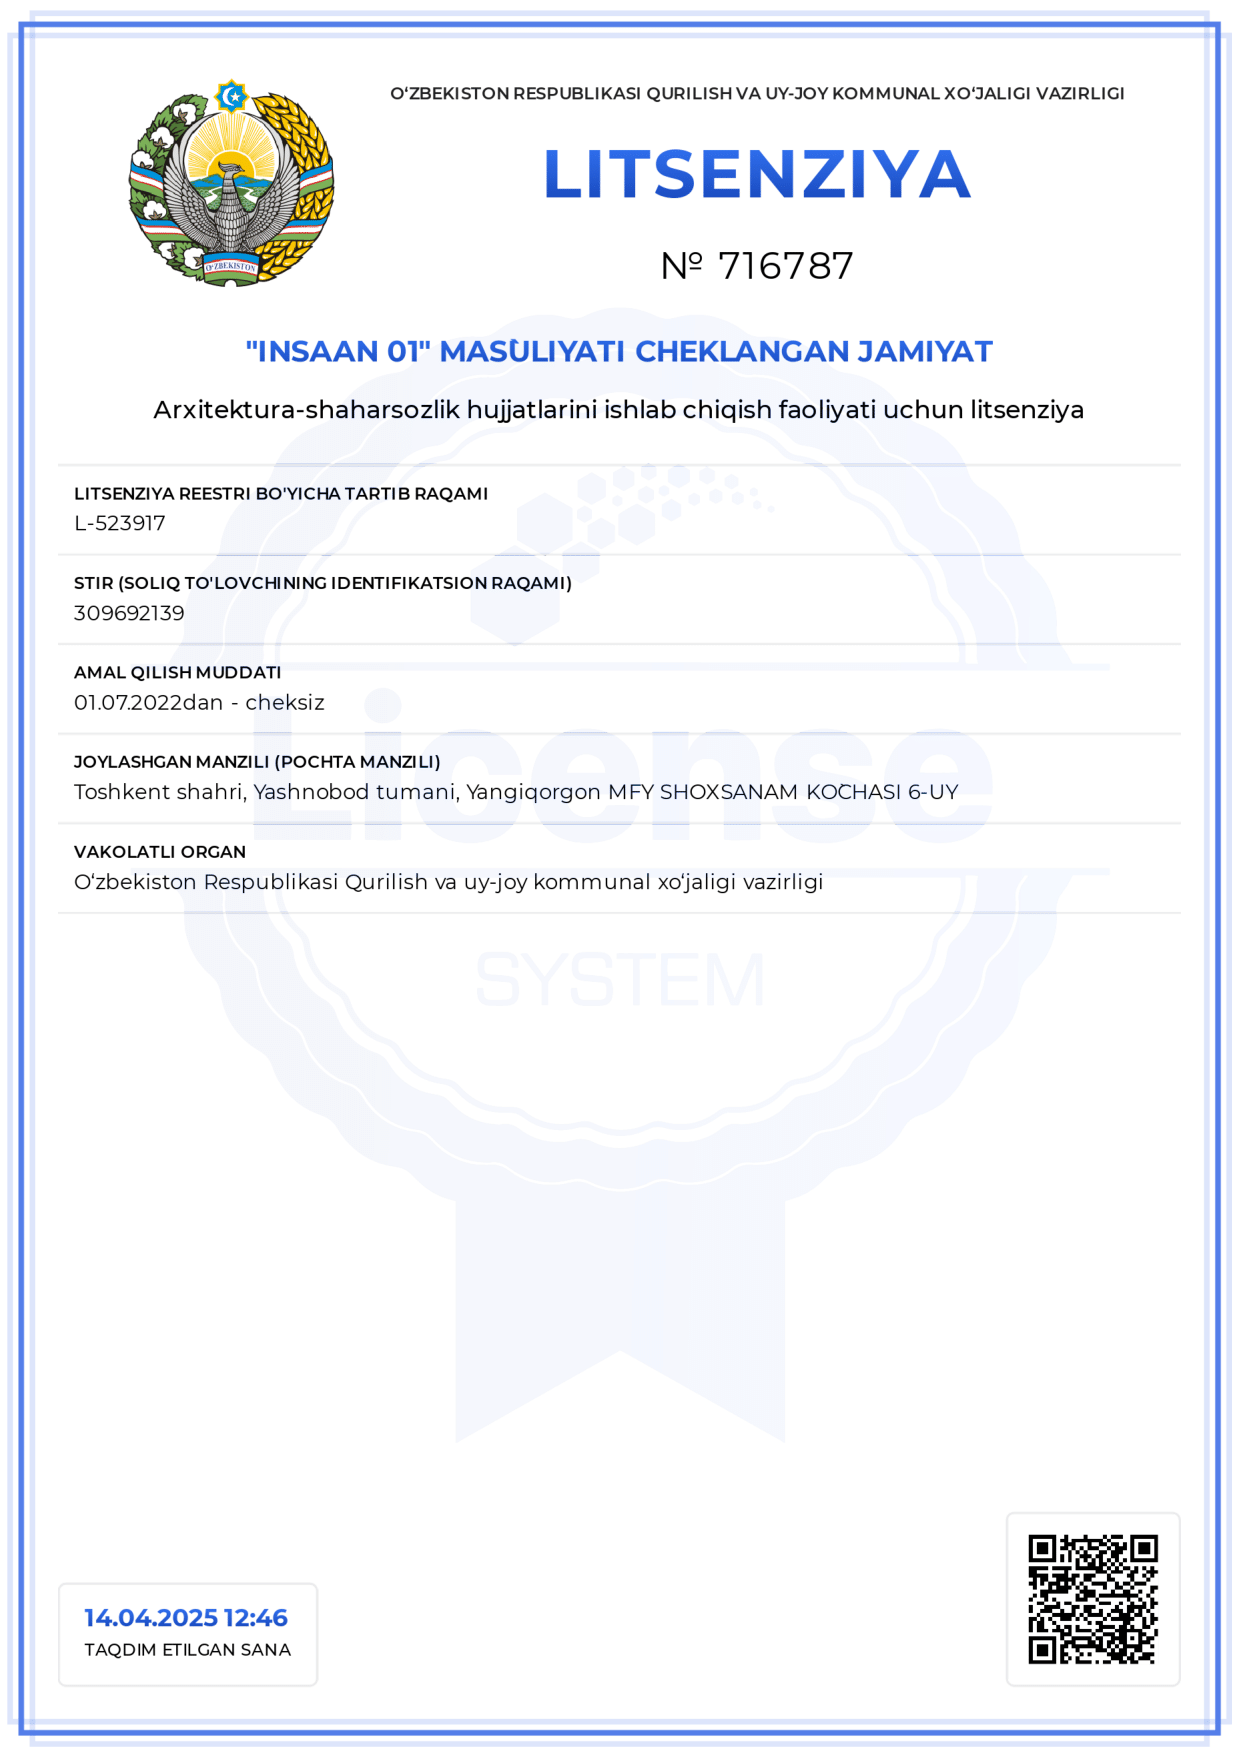 O‘ZBEKISTON RESPUBLIKASI QURILISH VA UY-JOY KOMMUNAL XO‘JALIGI VAZIRLIGI
LITSENZIYA
№ 716787
O‘ZBEKISTON
"INSAAN 01" MASÙLIYATI CHEKLANGAN JAMIYAT
Arxitektura-shaharsozlik hujjatlarini ishlab chiqish faoliyati uchun litsenziya
LITSENZIYA REESTRI BO'YICHA TARTIB RAQAMI
L-523917
STIR (SOLIQ TO'LOVCHINING IDENTIFIKATSION RAQAMI)
309692139
AMAL QILISH MUDDATI
01.07.2022dan - cheksiz
License
JOYLASHGAN MANZILI (POCHTA MANZILI)
Toshkent shahri, Yashnobod tumani, Yangiqorgon MFY SHOXSANAM KOCHASI 6-UY
VAKOLATLI ORGAN
O‘zbekiston Respublikasi Qurilish va uy-joy kommunal xo‘jaligi vazirligi
SYSTEM
14.04.2025 12:46
TAQDIM ETILGAN SANA